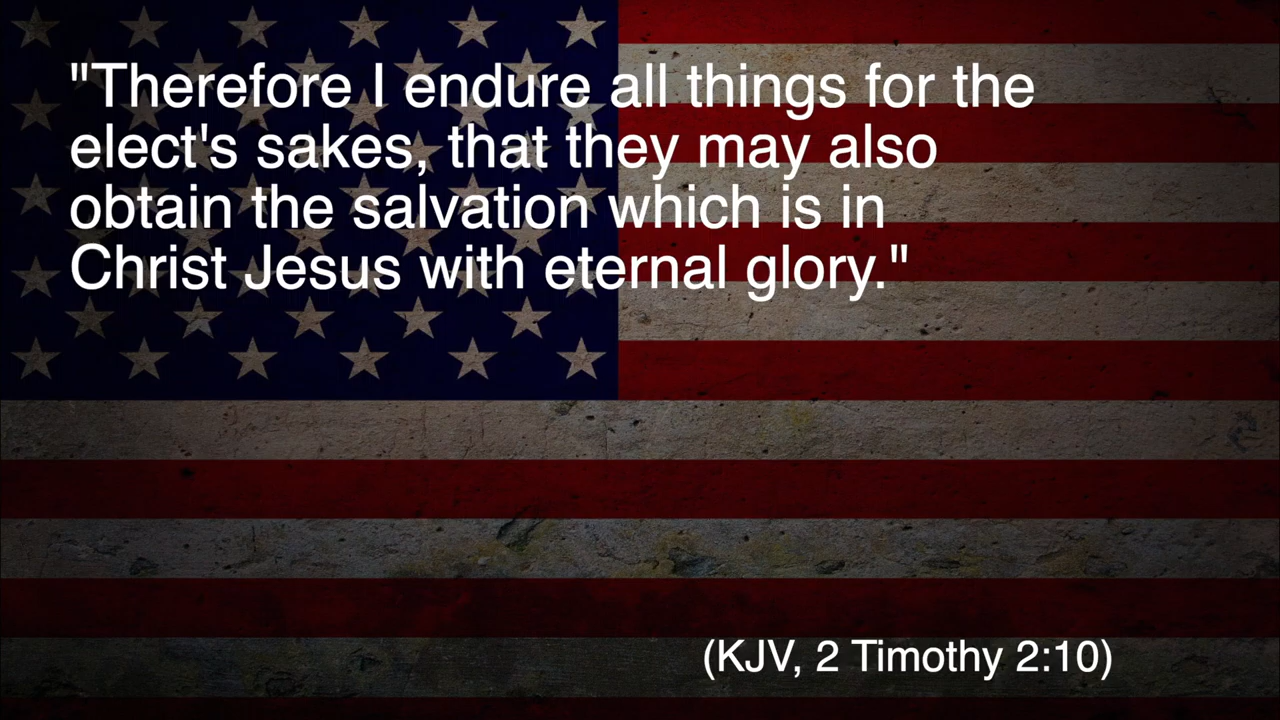 "Therefore I endure all things for the
elect's sakes, that they may also
obtain the salvation which is in
Christ Jesus with eternal glory."
(KJV, 2 Timothy 2:10)